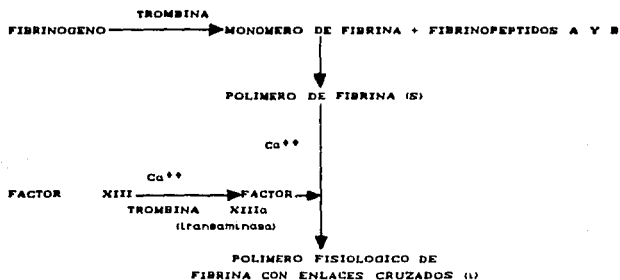 TROMBINA
FIBRINOGENO MONOMERO DE FIBRINA + FIBRINOPEPTIDOS A Y B
POLIMERO DE FIBRINA (S)
Ca++
Ca++
FACTOR XIII FACTOR
TROMBINA XIIIa
(transaminasa)
POLIMERO FISIOLOGICO DE
FIBRINA CON ENLACES CRUZADOS (i)